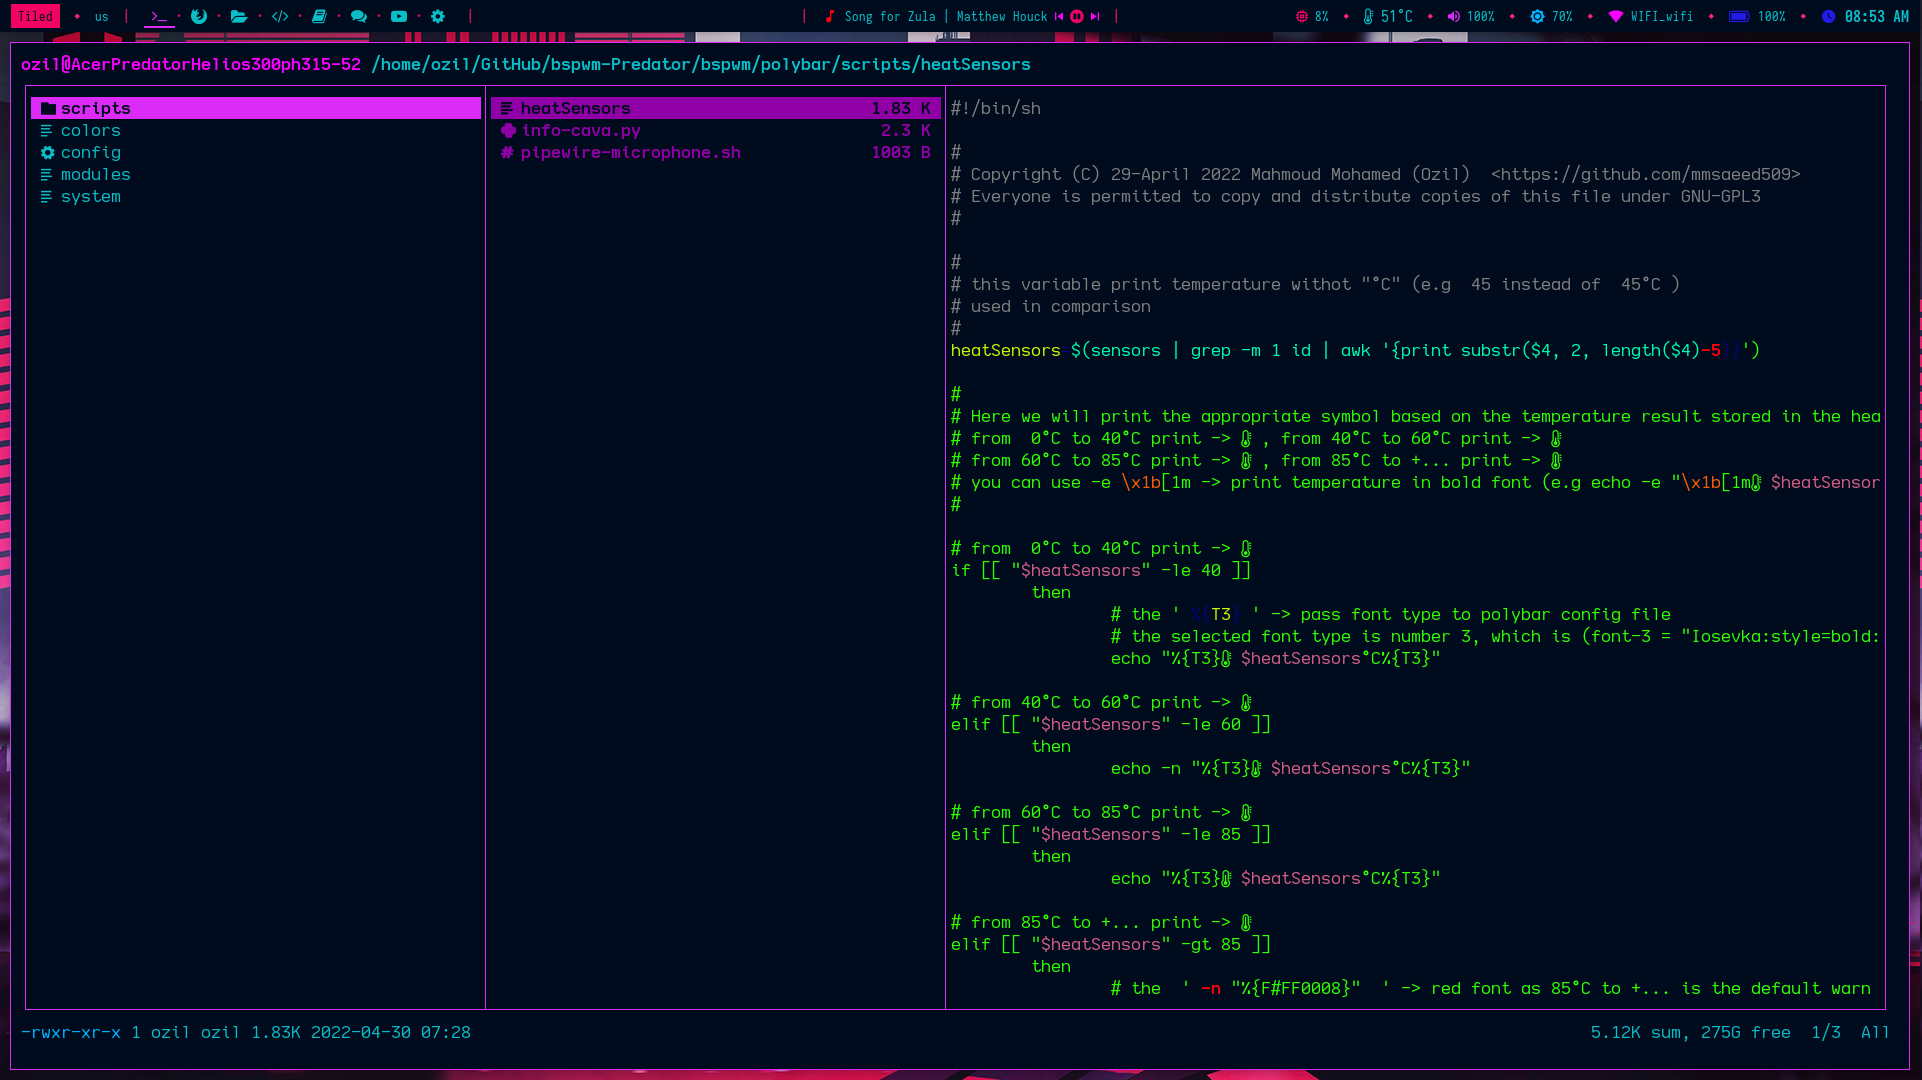 Tiled us 08:53 AM
Song for Zula | Matthew Houck
8% 51°C 100% 70% WIFI_wifi 100%
ozil@AcerPredatorHelios300ph315-52 /home/ozil/GitHub/bspwm-Predator/bspwm/polybar/scripts/heatSensors
scripts
colors
config
modules
system
heatSensors 1.83 K
info-cava.py 2.3 K
pipewire-microphone.sh 1003 B
#!/bin/sh
#
# Copyright (C) 29-April 2022 Mahmoud Mohamed (Ozil)  <https://github.com/mmsaeed509>
# Everyone is permitted to copy and distribute copies of this file under GNU-GPL3
#
#
# this variable print temperature withot "°C" (e.g  45 instead of  45°C )
# used in comparison
#
heatSensors $(sensors | grep -m 1 id | awk '{print substr($4, 2, length($4)-5)}')
#
# Here we will print the appropriate symbol based on the temperature result stored in the hea
# from  0°C to 40°C print -> , from 40°C to 60°C print ->
# from 60°C to 85°C print -> , from 85°C to +... print ->
# you can use -e \x1b[1m -> print temperature in bold font (e.g echo -e "\x1b[1m $heatSensor
#
# from  0°C to 40°C print ->
if [[ "$heatSensors" -le 40 ]]
then
# the ' %{T3} ' -> pass font type to polybar config file
# the selected font type is number 3, which is (font-3 = "Iosevka:style=bold:
echo "%{T3} $heatSensors°C%{T3}"
# from 40°C to 60°C print ->
elif [[ "$heatSensors" -le 60 ]]
then
echo -n "%{T3} $heatSensors°C%{T3}"
# from 60°C to 85°C print ->
elif [[ "$heatSensors" -le 85 ]]
then
echo "%{T3} $heatSensors°C%{T3}"
# from 85°C to +... print ->
elif [[ "$heatSensors" -gt 85 ]]
then
# the  ' -n "%{F#FF0008}"  ' -> red font as 85°C to +... is the default warn
-rwxr-xr-x 1 ozil ozil 1.83K 2022-04-30 07:28
5.12K sum, 275G free  1/3  All